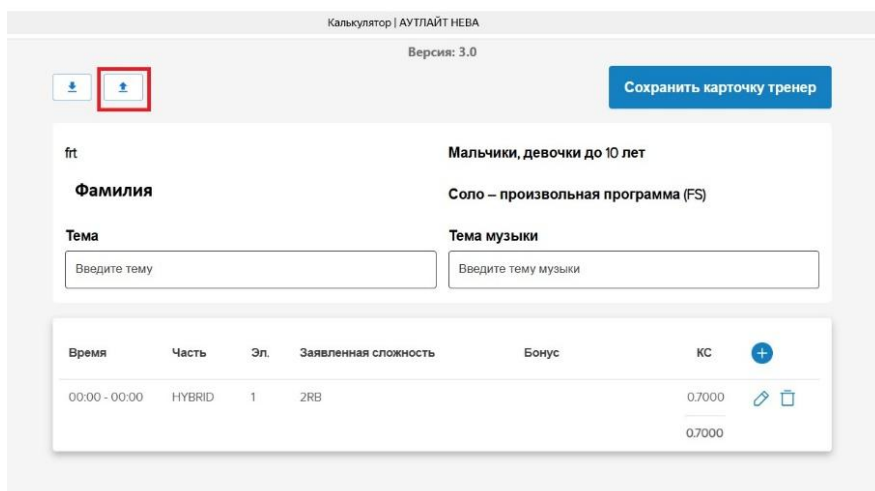 Калькулятор | АУТЛАЙТ НЕВА
Версия: 3.0
Сохранить карточку тренер
frt
Мальчики, девочки до 10 лет
Фамилия
Соло – произвольная программа (FS)
Тема
Тема музыки
Введите тему
Введите тему музыки
Время Часть Эл. Заявленная сложность Бонус КС
00:00 - 00:00 HYBRID 1 2RB 0.7000
0.7000